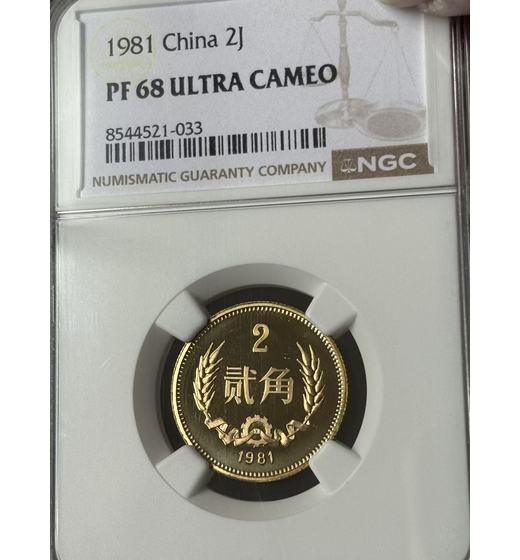 1981 China 2J
PF 68 ULTRA CAMEO
8544521-033
NUMISMATIC GUARANTY COMPANY
NGC
2
贰角
1981